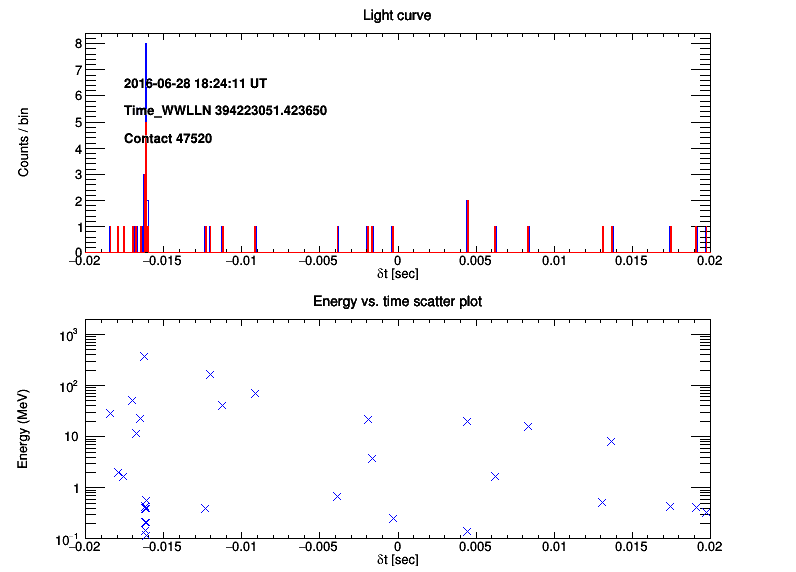 Light curve
8
7
6
5
4
3
2
1
0
Counts / bin
2016-06-28 18:24:11 UT
Time_WWLLN 394223051.423650
Contact 47520
−0.02 −0.015 −0.01 −0.005 0 0.005 0.01 0.015 0.02
δt [sec]
Energy vs. time scatter plot
10³
10²
10
1
10⁻¹
Energy (MeV)
−0.02 −0.015 −0.01 −0.005 0 0.005 0.01 0.015 0.02
δt [sec]